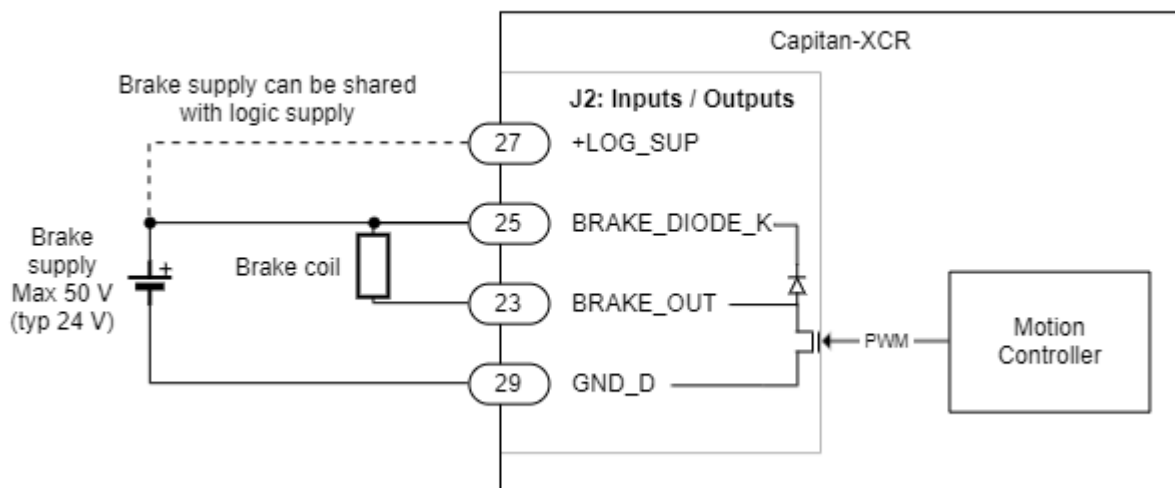 Capitan-XCR
Brake supply can be shared
with logic supply
J2: Inputs / Outputs
27
+LOG_SUP
25
BRAKE_DIODE_K
Brake
supply
Max 50 V
(typ 24 V)
+
Brake coil
23
BRAKE_OUT
PWM
Motion
Controller
29
GND_D